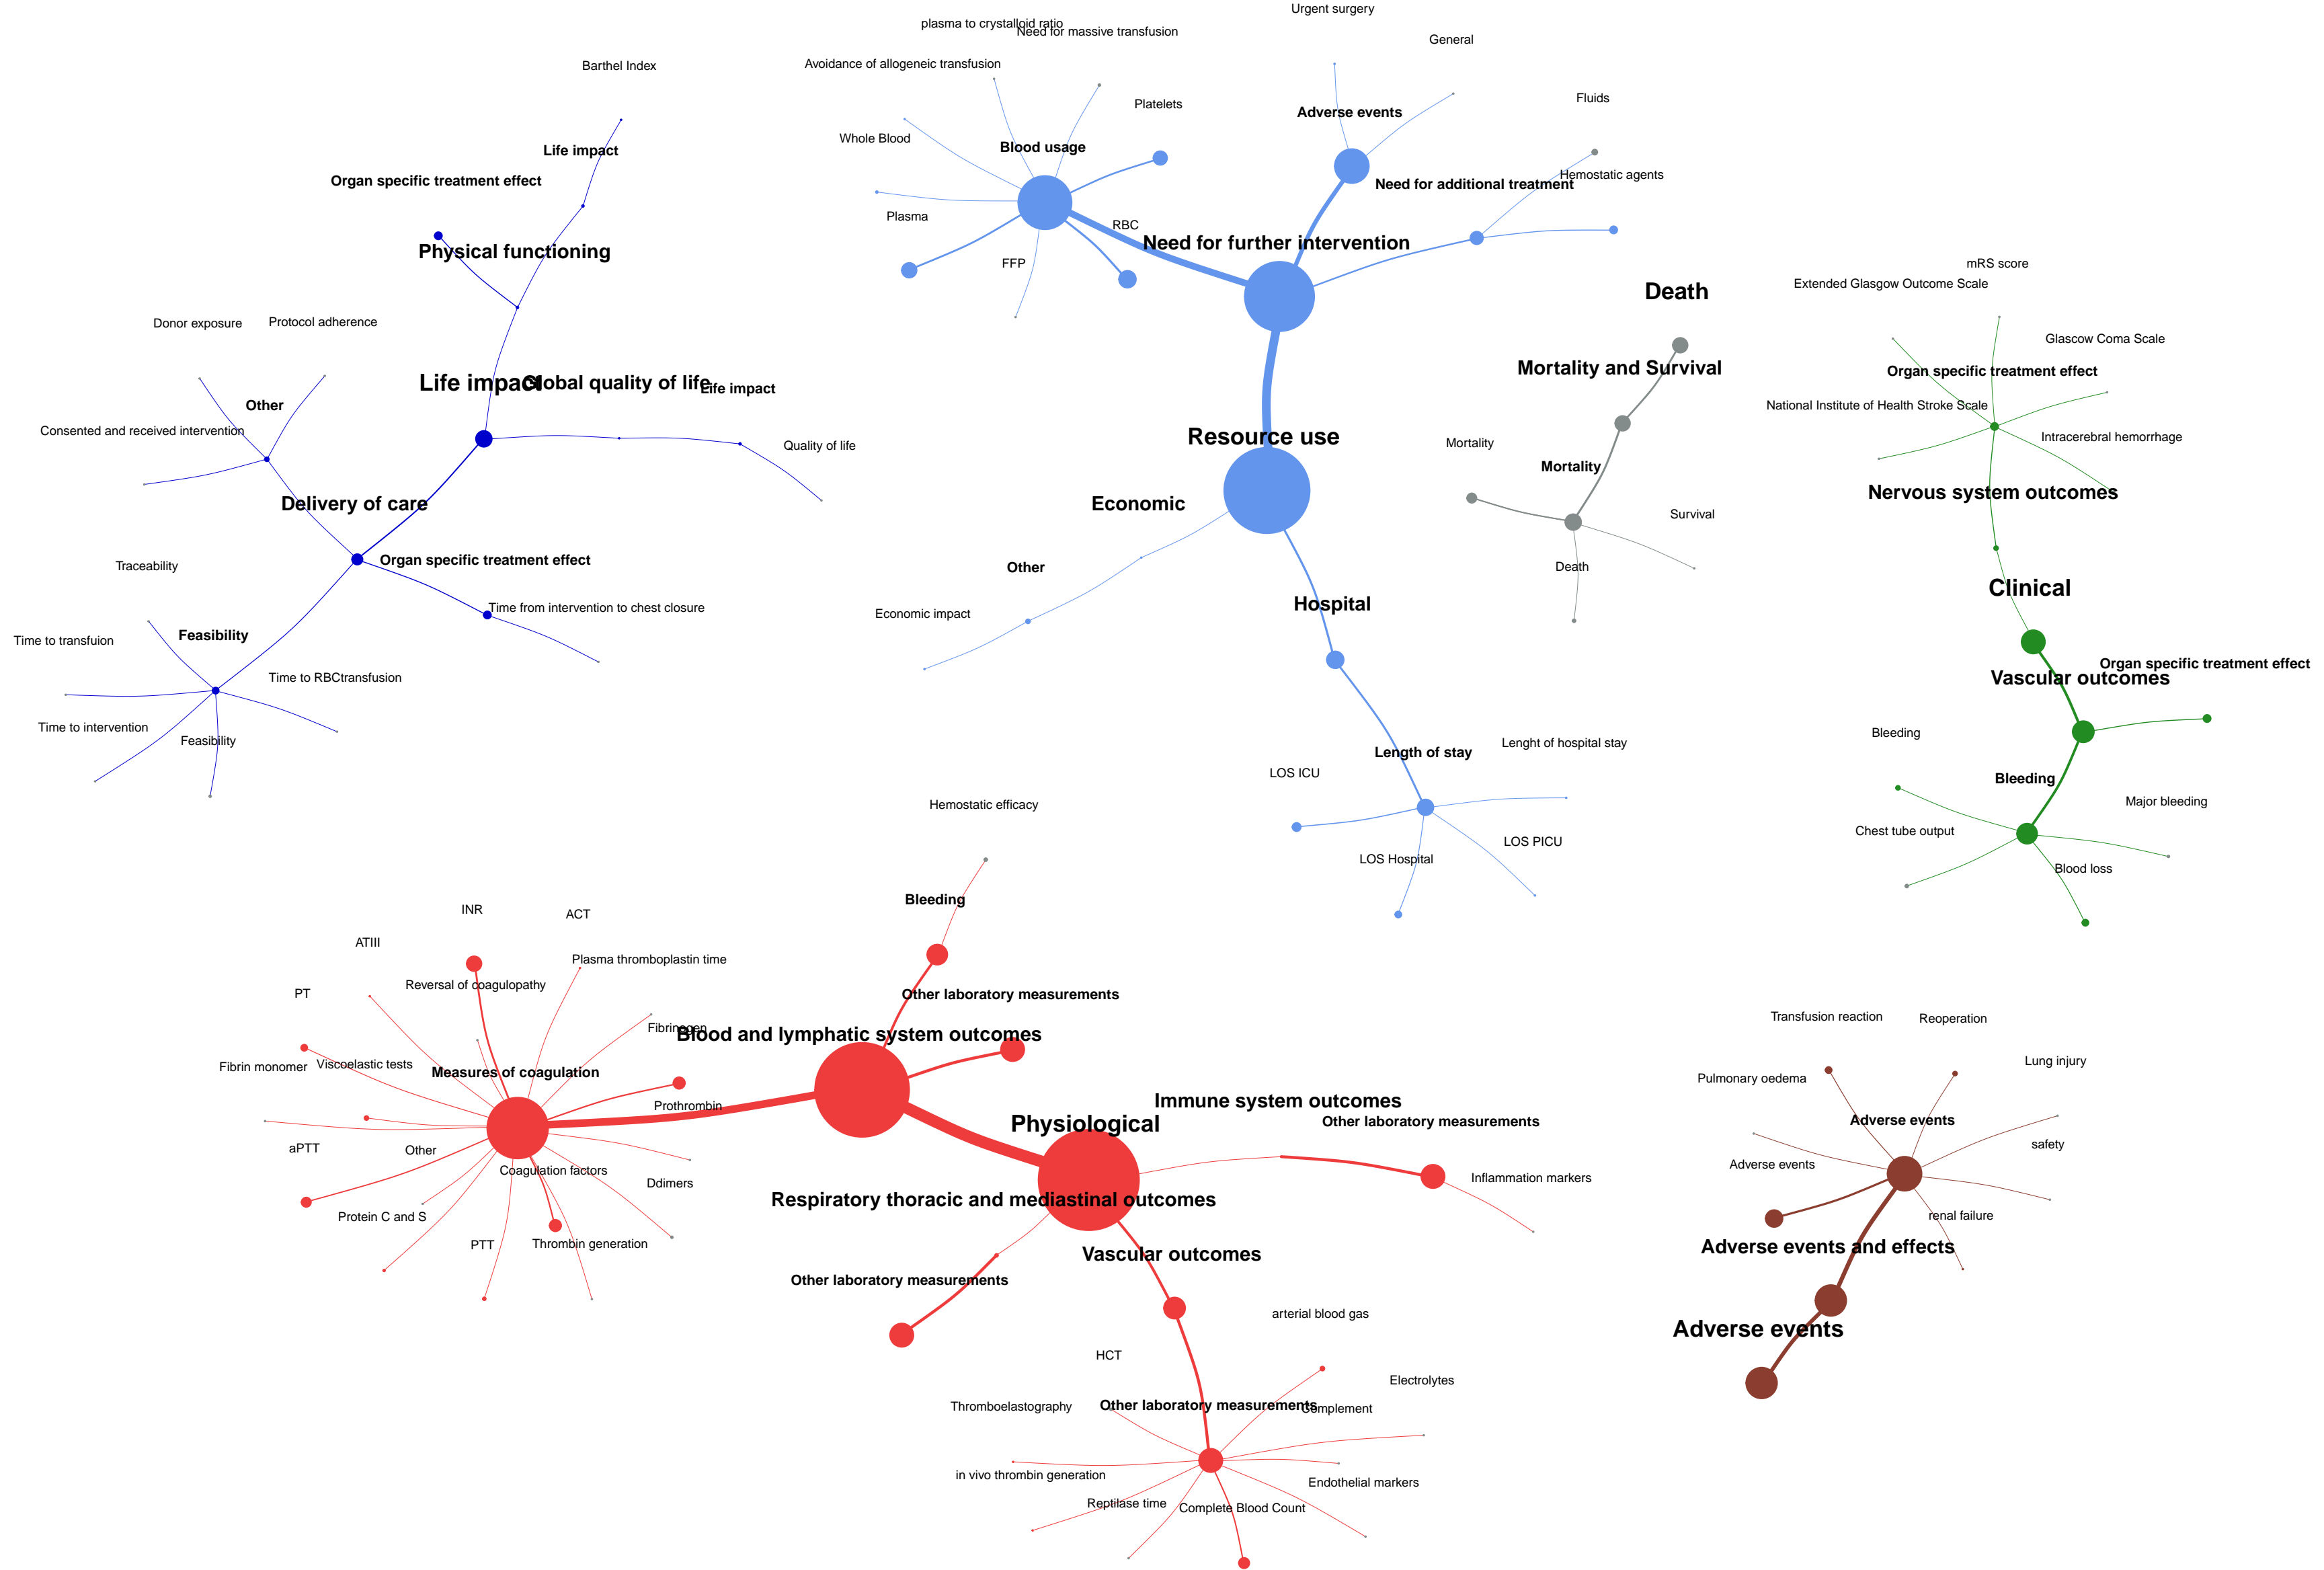 Barthel Index
Life impact
Organ specific treatment effect
Physical functioning
Donor exposure
Protocol adherence
Life impact
Global quality of life
Life impact
Other
Consented and received intervention
Quality of life
Delivery of care
Organ specific treatment effect
Traceability
Time from intervention to chest closure
Time to transfuion
Feasibility
Time to RBCtransfusion
Time to intervention
Feasibility
Urgent surgery
plasma to crystalloid ratio
Need for massive transfusion
General
Avoidance of allogeneic transfusion
Platelets
Fluids
Adverse events
Whole Blood
Blood usage
Hemostatic agents
Need for additional treatment
Plasma
RBC
Need for further intervention
FFP
Resource use
Economic
Other
Hospital
Economic impact
Length of stay
Lenght of hospital stay
LOS ICU
LOS PICU
LOS Hospital
Death
Mortality and Survival
Mortality
Mortality
Survival
Death
mRS score
Extended Glasgow Outcome Scale
Glascow Coma Scale
Organ specific treatment effect
National Institute of Health Stroke Scale
Intracerebral hemorrhage
Nervous system outcomes
Clinical
Organ specific treatment effect
Vascular outcomes
Bleeding
Bleeding
Major bleeding
Chest tube output
Blood loss
Hemostatic efficacy
Bleeding
INR
ACT
ATIII
Plasma thromboplastin time
Reversal of coagulopathy
PT
Other laboratory measurements
Fibrinogen
Blood and lymphatic system outcomes
Fibrin monomer
Viscoelastic tests
Measures of coagulation
Prothrombin
Physiological
Immune system outcomes
Other laboratory measurements
aPTT
Other
Coagulation factors
Ddimers
Inflammation markers
Respiratory thoracic and mediastinal outcomes
Protein C and S
PTT
Thrombin generation
Vascular outcomes
Other laboratory measurements
arterial blood gas
HCT
Electrolytes
Thromboelastography
Other laboratory measurements
Complement
in vivo thrombin generation
Endothelial markers
Reptilase time
Complete Blood Count
Transfusion reaction
Reoperation
Lung injury
Pulmonary oedema
Adverse events
safety
Adverse events
renal failure
Adverse events and effects
Adverse events